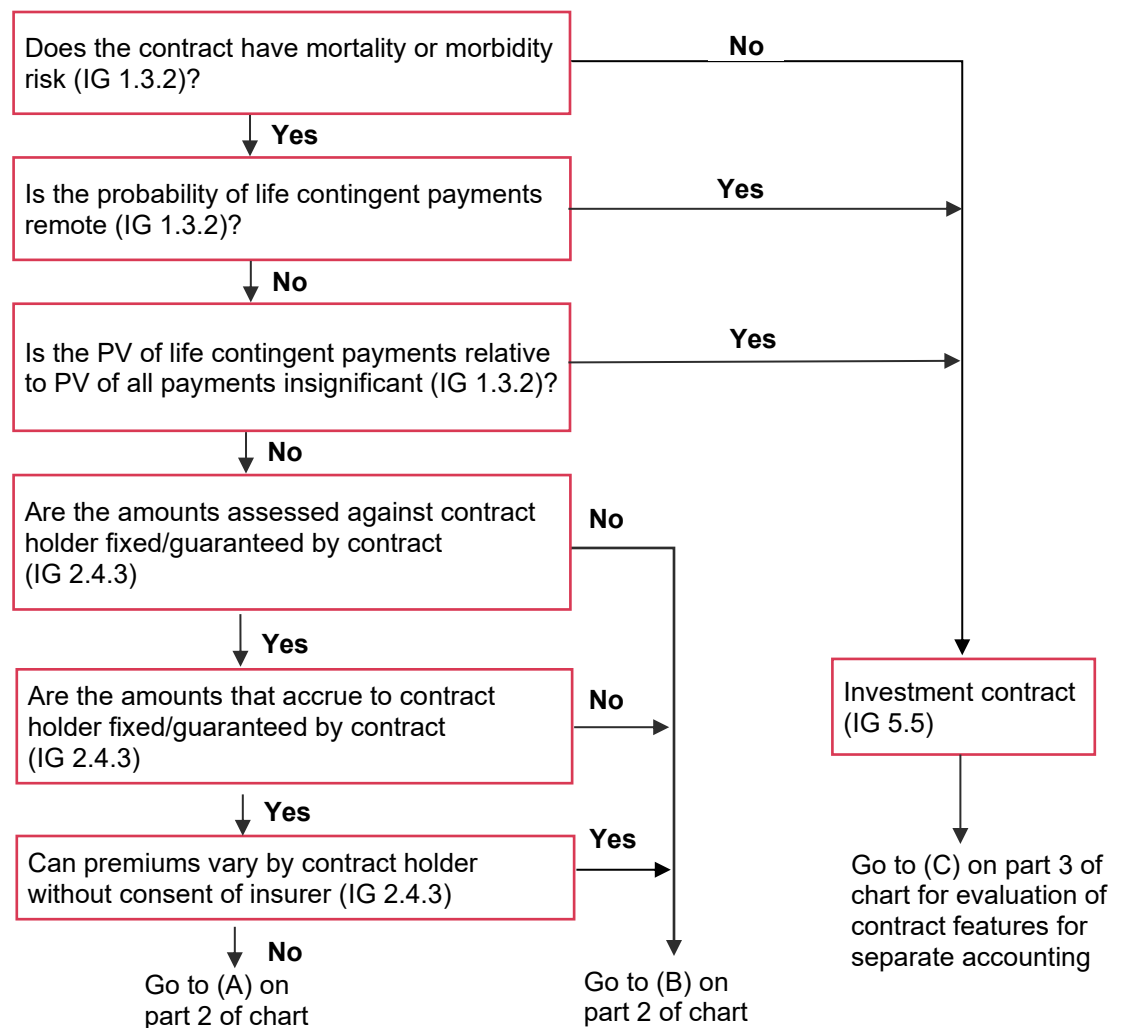 Does the contract have mortality or morbidity
risk (IG 1.3.2)?
No
Yes
Is the probability of life contingent payments
remote (IG 1.3.2)?
Yes
No
Is the PV of life contingent payments relative
to PV of all payments insignificant (IG 1.3.2)?
Yes
No
Are the amounts assessed against contract
holder fixed/guaranteed by contract
(IG 2.4.3)
No
Yes
Are the amounts that accrue to contract
holder fixed/guaranteed by contract
(IG 2.4.3)
No
Yes
Can premiums vary by contract holder
without consent of insurer (IG 2.4.3)
Yes
No
Go to (A) on
part 2 of chart
Go to (B) on
part 2 of chart
Investment contract
(IG 5.5)
Go to (C) on part 3 of
chart for evaluation of
contract features for
separate accounting